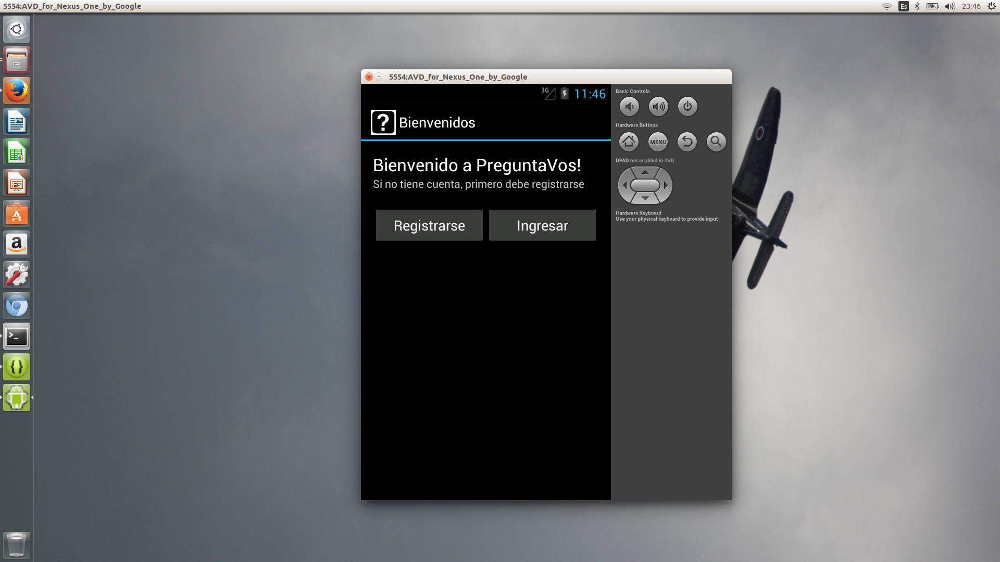 5554:AVD_for_Nexus_One_by_Google
Es
23:46
5554:AVD_for_Nexus_One_by_Google
3G
11:46
?
Bienvenidos
Bienvenido a PreguntaVos!
Si no tiene cuenta, primero debe registrarse
Registrarse
Ingresar
Basic Controls
Hardware Buttons
MENU
DPAD not enabled in AVD
Hardware Keyboard
Use your physical keyboard to provide input